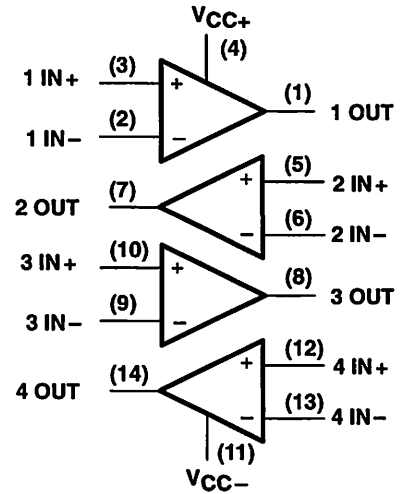 VCC+
(4)
1 IN+ (3) + (1) 1 OUT
1 IN− (2) −
2 OUT (7) + (5) 2 IN+
− (6) 2 IN−
3 IN+ (10) + (8) 3 OUT
3 IN− (9) −
4 OUT (14) + (12) 4 IN+
− (13) 4 IN−
(11)
VCC−